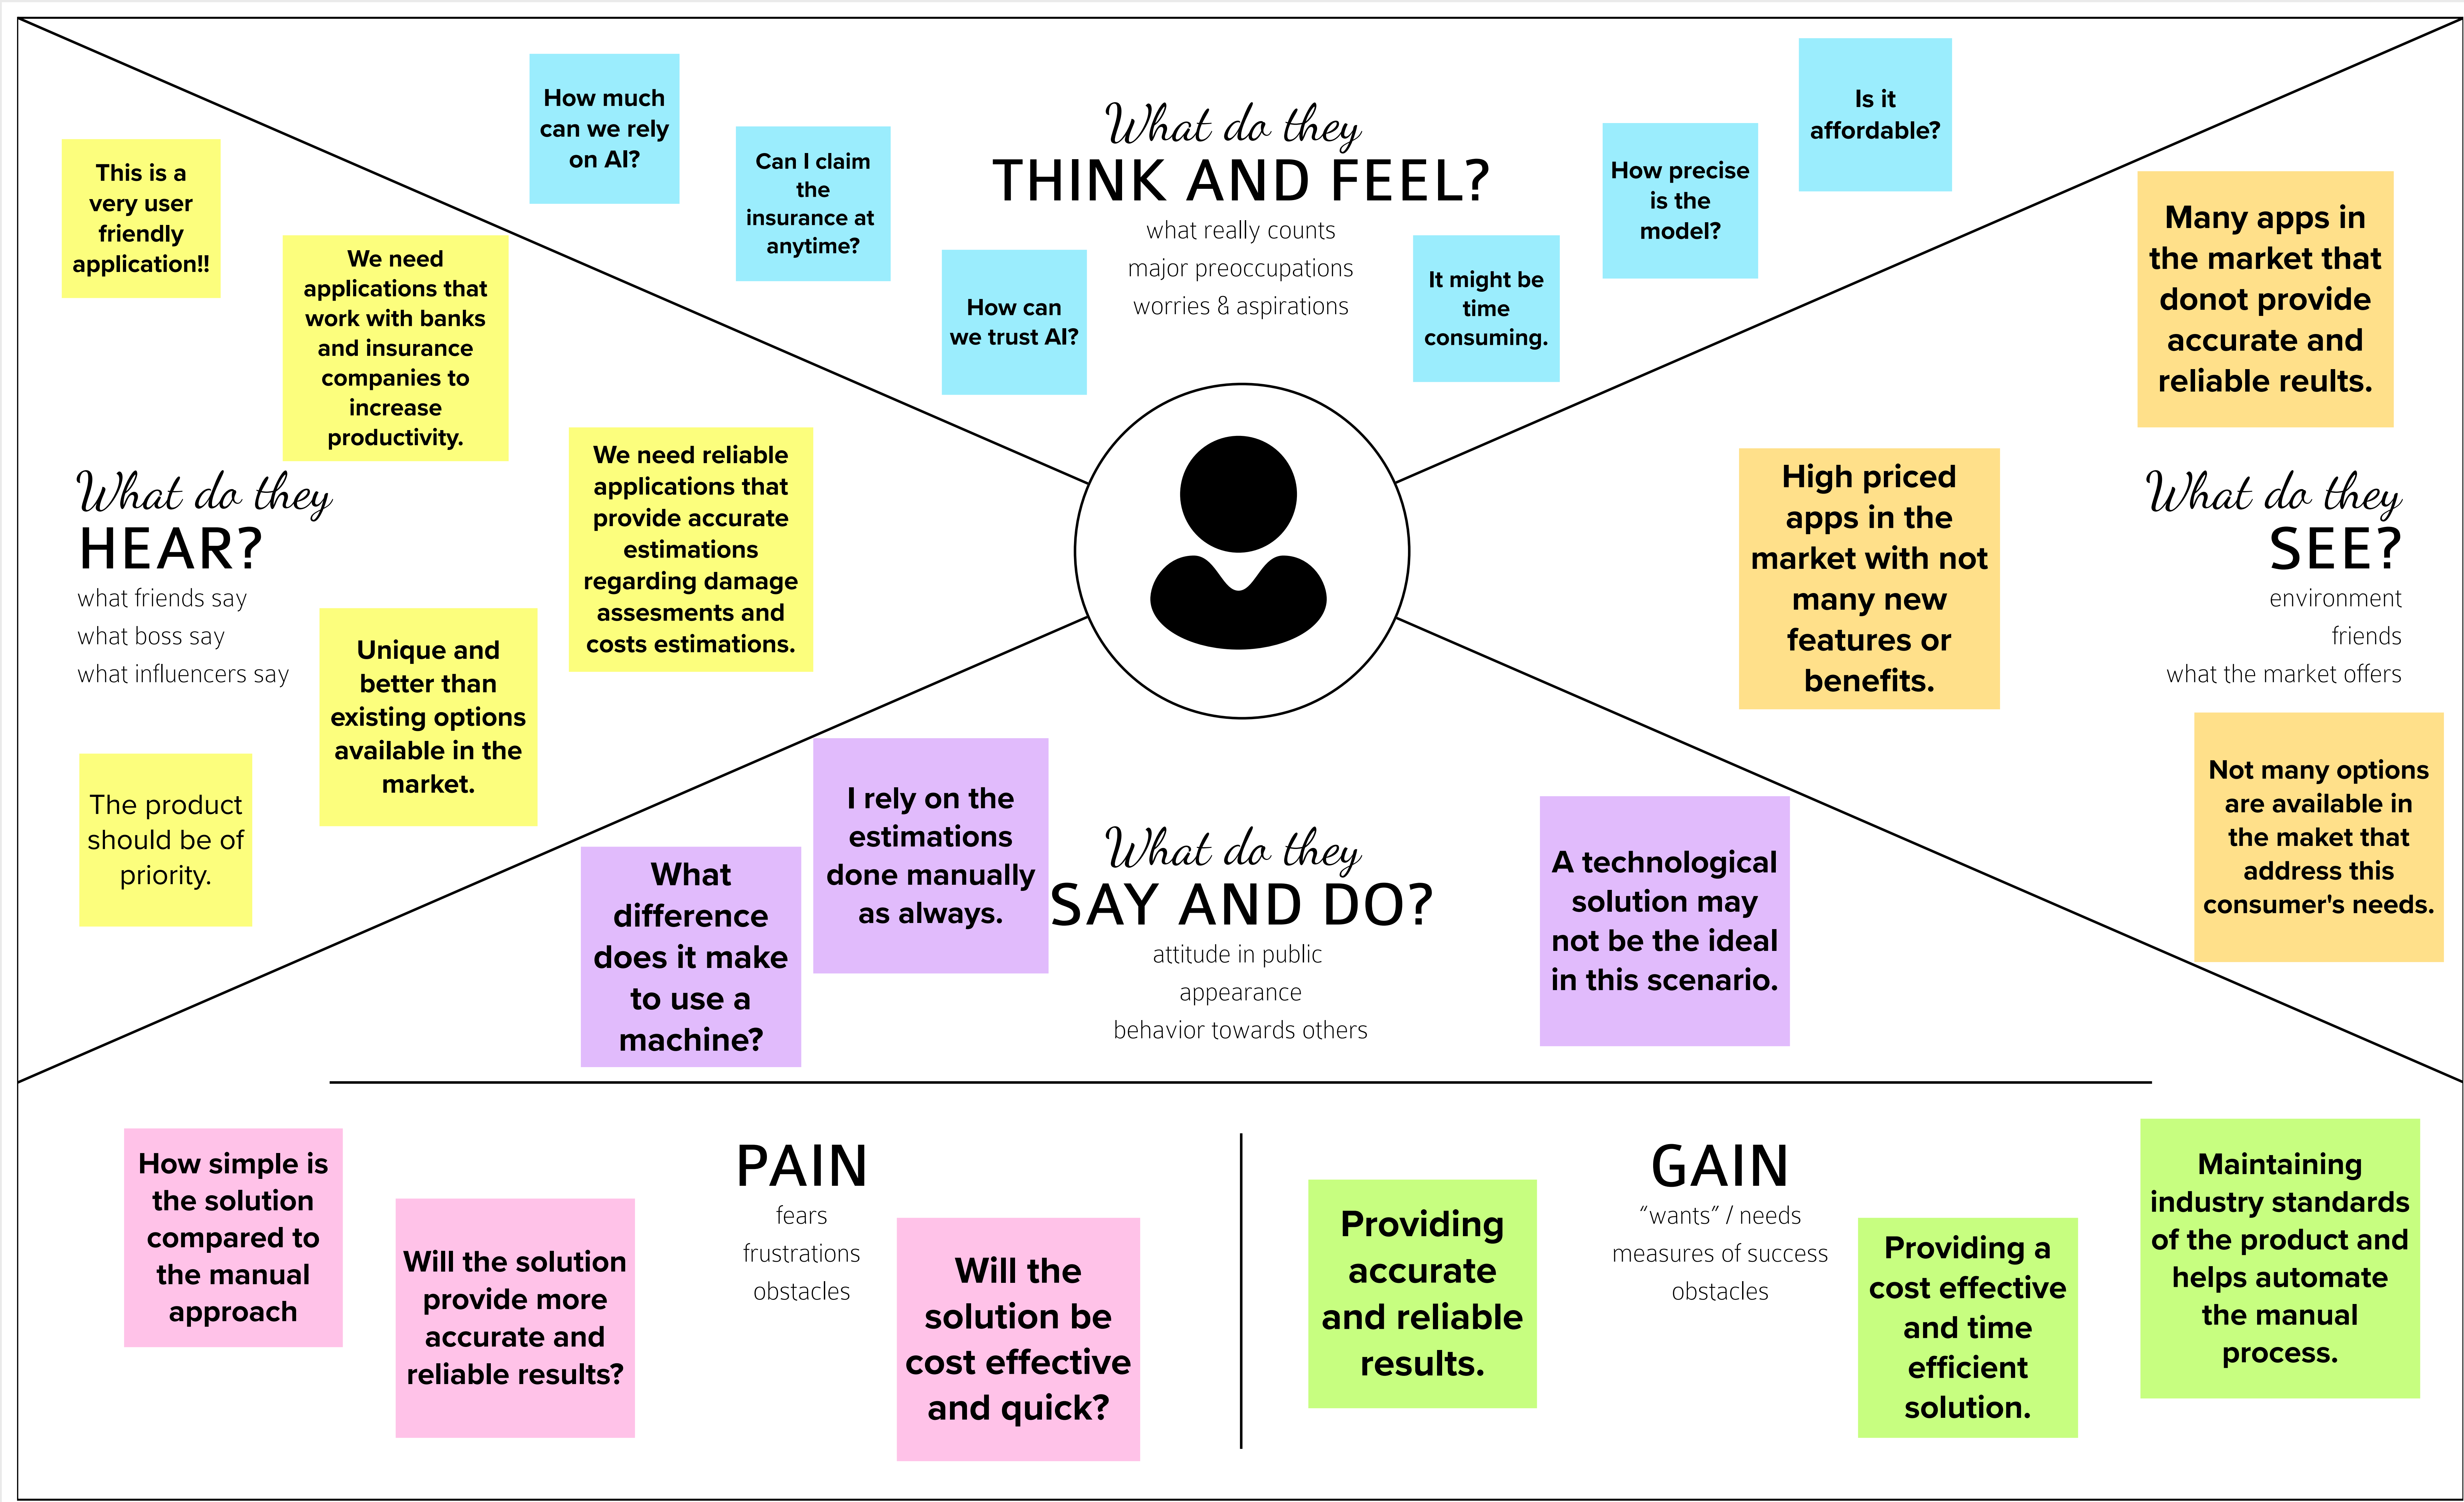 What do they
THINK AND FEEL?
what really counts
major preoccupations
worries & aspirations
How much
can we rely
on AI?
Can I claim
the
insurance at
anytime?
How can
we trust AI?
It might be
time
consuming.
How precise
is the
model?
Is it
affordable?
What do they
HEAR?
what friends say
what boss say
what influencers say
This is a
very user
friendly
application!!
We need
applications that
work with banks
and insurance
companies to
increase
productivity.
We need reliable
applications that
provide accurate
estimations
regarding damage
assesments and
costs estimations.
Unique and
better than
existing options
available in the
market.
The product
should be of
priority.
What do they
SEE?
environment
friends
what the market offers
Many apps in
the market that
donot provide
accurate and
reliable reults.
High priced
apps in the
market with not
many new
features or
benefits.
Not many options
are available in
the maket that
address this
consumer's needs.
What do they
SAY AND DO?
attitude in public
appearance
behavior towards others
What
difference
does it make
to use a
machine?
I rely on the
estimations
done manually
as always.
A technological
solution may
not be the ideal
in this scenario.
PAIN
fears
frustrations
obstacles
How simple is
the solution
compared to
the manual
approach
Will the solution
provide more
accurate and
reliable results?
Will the
solution be
cost effective
and quick?
GAIN
“wants” / needs
measures of success
obstacles
Providing
accurate
and reliable
results.
Providing a
cost effective
and time
efficient
solution.
Maintaining
industry standards
of the product and
helps automate
the manual
process.